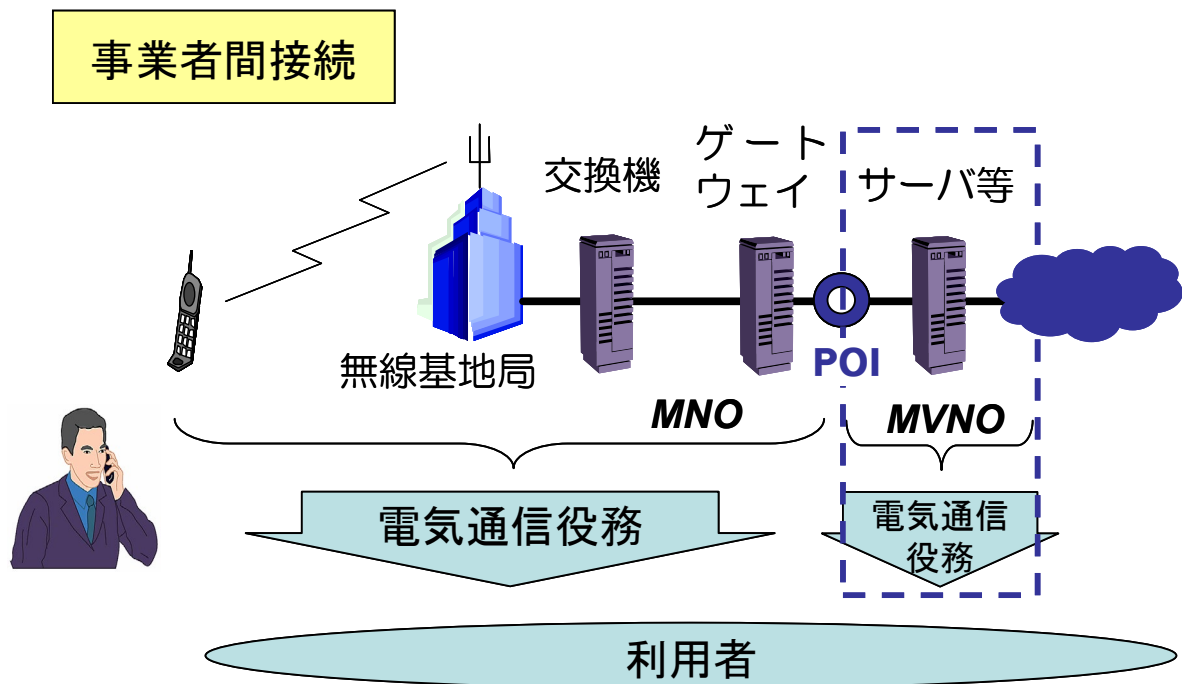 事業者間接続
ゲート
ウェイ
交換機
サーバ等
無線基地局
POI
MNO
MVNO
電気通信役務
電気通信
役務
利用者